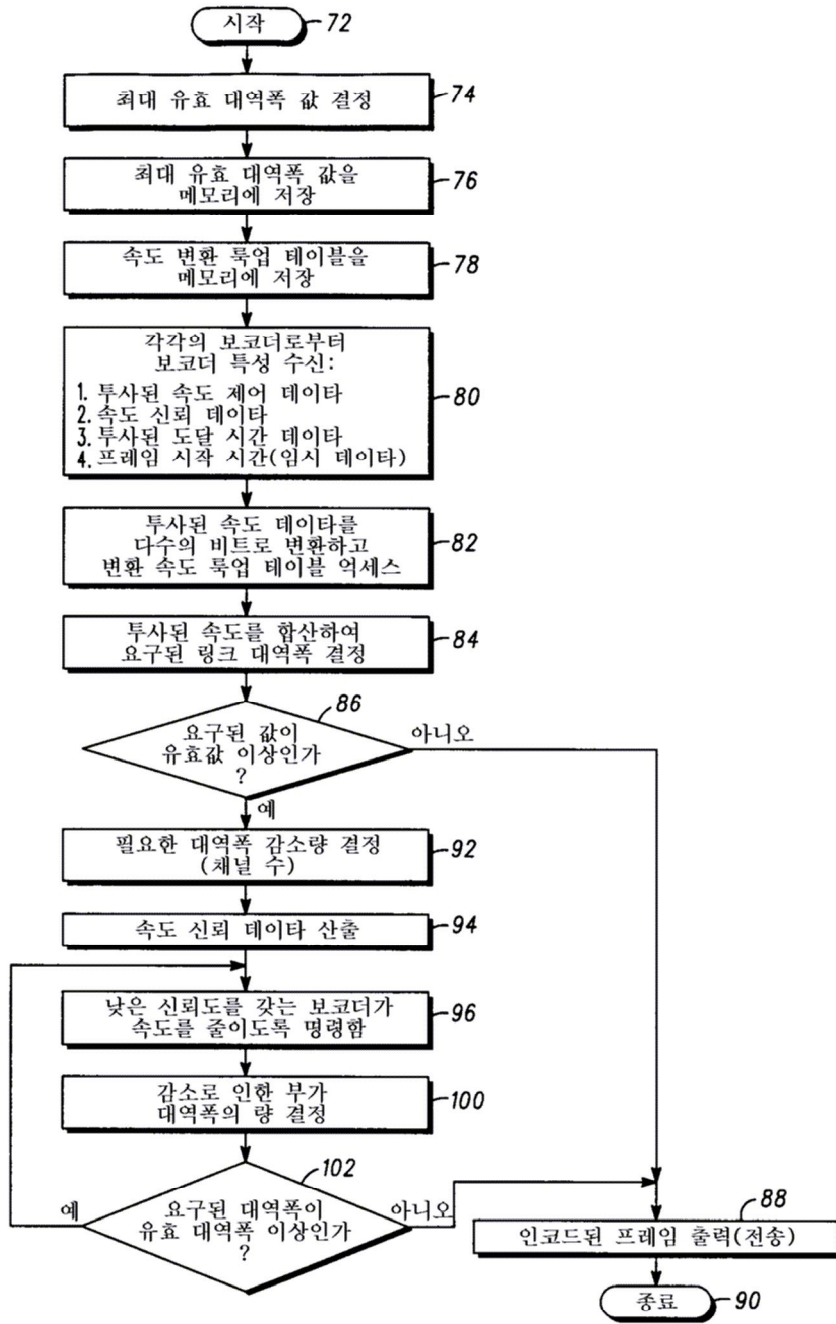 시작
72
최대 유효 대역폭 값 결정
74
최대 유효 대역폭 값을
메모리에 저장
76
속도 변환 룩업 테이블을
메모리에 저장
78
각각의 보코더로부터
보코더 특성 수신:
1. 투사된 속도 제어 데이타
2. 속도 신뢰 데이타
3. 투사된 도달 시간 데이타
4. 프레임 시작 시간(임시 데이타)
80
투사된 속도 데이타를
다수의 비트로 변환하고
변환 속도 룩업 테이블 억세스
82
투사된 속도를 합산하여
요구된 링크 대역폭 결정
84
86
요구된 값이
유효값 이상인가
?
아니오
예
필요한 대역폭 감소량 결정
(채널 수)
92
속도 신뢰 데이타 산출
94
낮은 신뢰도를 갖는 보코더가
속도를 줄이도록 명령함
96
감소로 인한 부가
대역폭의 량 결정
100
102
예
요구된 대역폭이
유효 대역폭 이상인가
?
아니오
88
인코드된 프레임 출력(전송)
종료
90